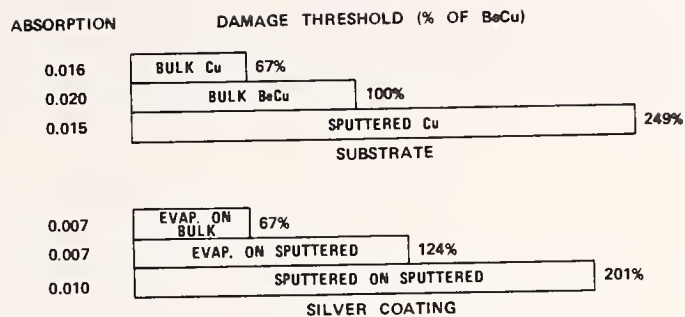 ABSORPTION DAMAGE THRESHOLD (% OF BeCu)
0.016 BULK Cu 67%
0.020 BULK BeCu 100%
0.015 SPUTTERED Cu 249%
SUBSTRATE
0.007 EVAP. ON BULK 67%
0.007 EVAP. ON SPUTTERED 124%
0.010 SPUTTERED ON SPUTTERED 201%
SILVER COATING